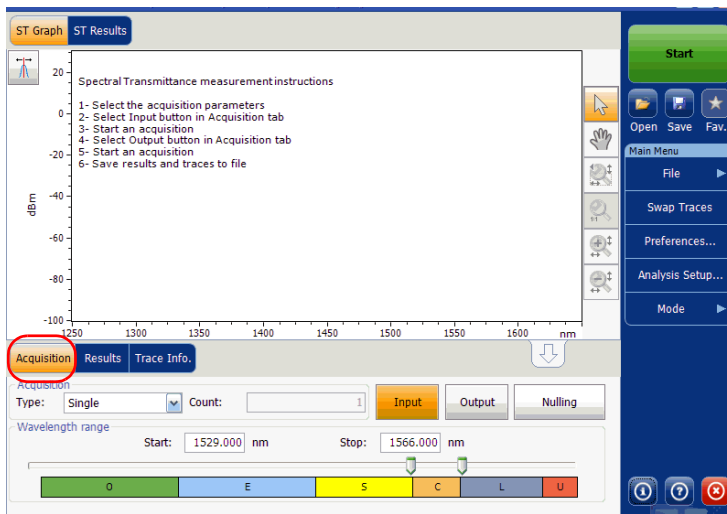 ST Graph ST Results
Start
Spectral Transmittance measurement instructions
1- Select the acquisition parameters
2- Select Input button in Acquisition tab
3- Start an acquisition
4- Select Output button in Acquisition tab
5- Start an acquisition
6- Save results and traces to file
20
0
-20
-40
-60
-80
-100
dBm
1250 1300 1350 1400 1450 1500 1550 1600 nm
1:1
Open Save Fav.
Main Menu
File
Swap Traces
Preferences...
Analysis Setup...
Mode
Acquisition Results Trace Info.
Acquisition
Type: Single Count: 1 Input Output Nulling
Wavelength range
Start: 1529.000 nm Stop: 1566.000 nm
O E S C L U